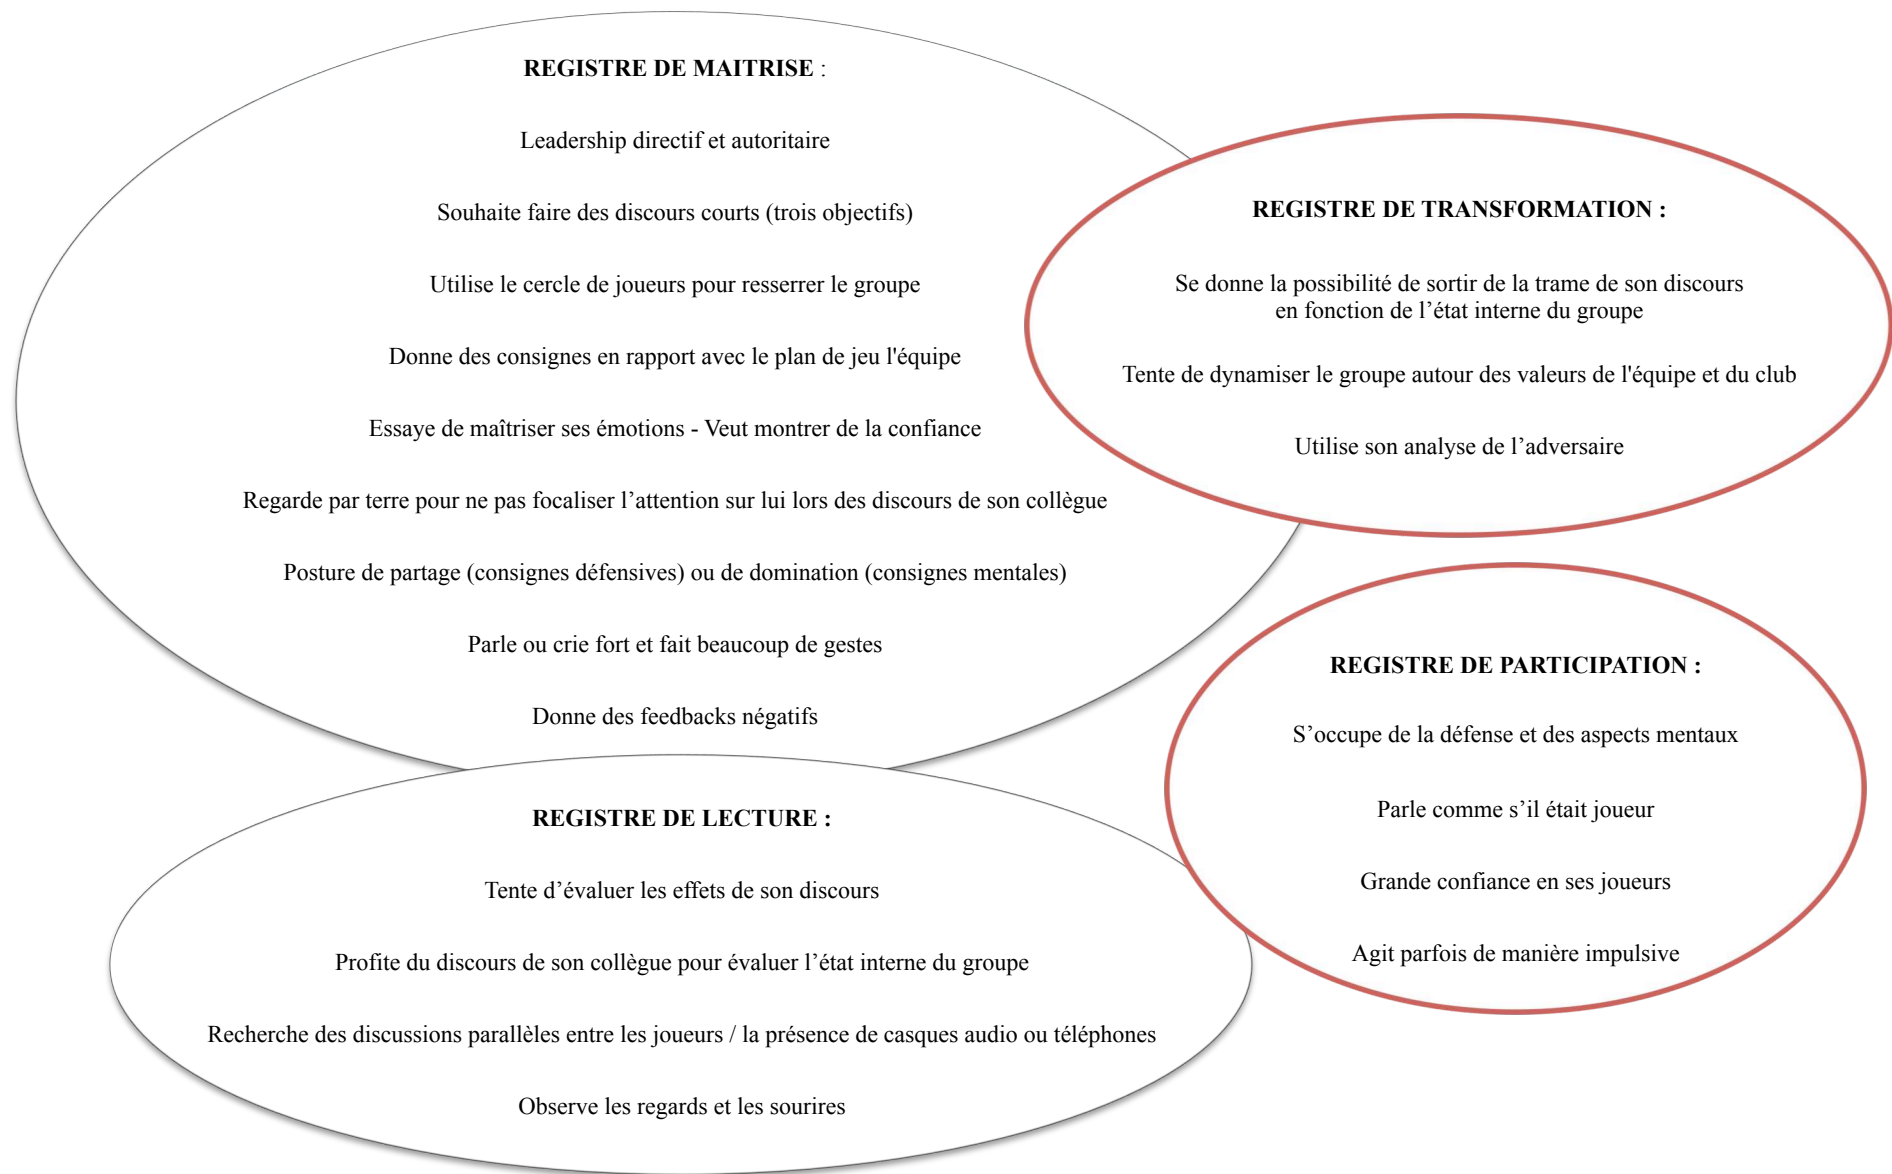 REGISTRE DE MAITRISE :
Leadership directif et autoritaire
Souhaite faire des discours courts (trois objectifs)
Utilise le cercle de joueurs pour resserrer le groupe
Donne des consignes en rapport avec le plan de jeu l'équipe
Essaye de maîtriser ses émotions - Veut montrer de la confiance
Regarde par terre pour ne pas focaliser l’attention sur lui lors des discours de son collègue
Posture de partage (consignes défensives) ou de domination (consignes mentales)
Parle ou crie fort et fait beaucoup de gestes
Donne des feedbacks négatifs
REGISTRE DE TRANSFORMATION :
Se donne la possibilité de sortir de la trame de son discours
en fonction de l’état interne du groupe
Tente de dynamiser le groupe autour des valeurs de l'équipe et du club
Utilise son analyse de l’adversaire
REGISTRE DE PARTICIPATION :
S’occupe de la défense et des aspects mentaux
Parle comme s’il était joueur
Grande confiance en ses joueurs
Agit parfois de manière impulsive
REGISTRE DE LECTURE :
Tente d’évaluer les effets de son discours
Profite du discours de son collègue pour évaluer l’état interne du groupe
Recherche des discussions parallèles entre les joueurs / la présence de casques audio ou téléphones
Observe les regards et les sourires